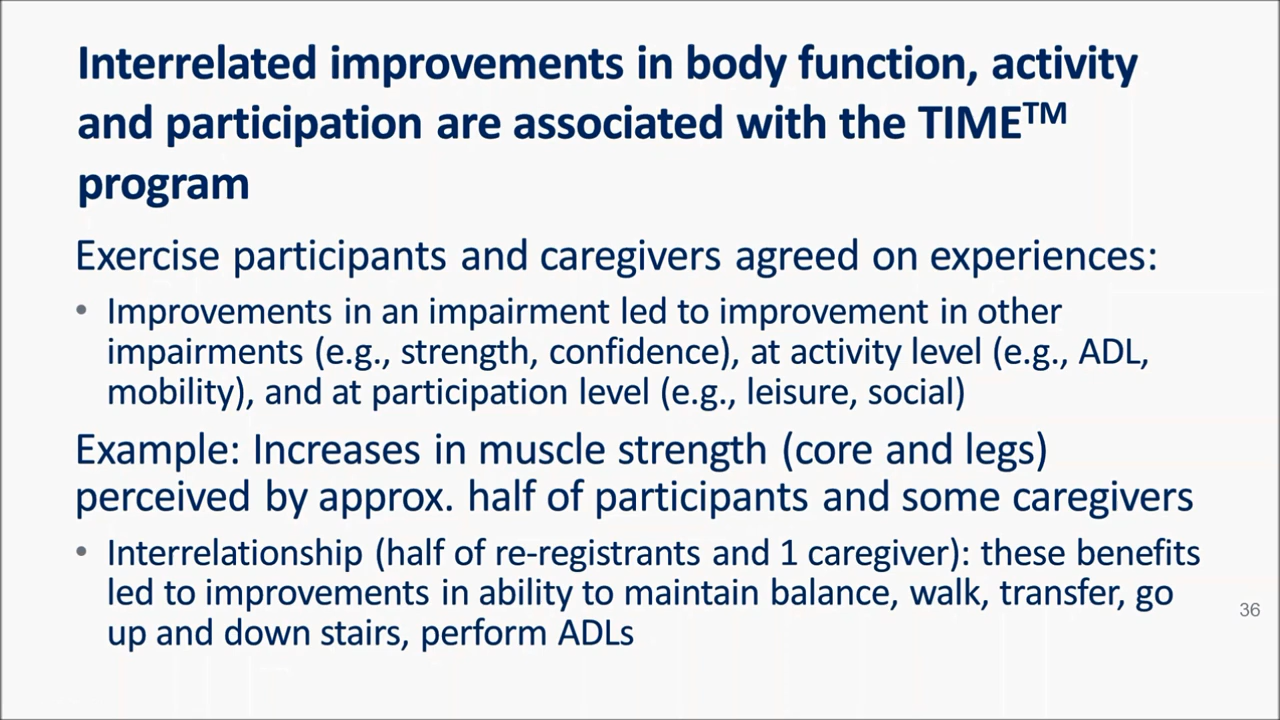 Interrelated improvements in body function, activity
and participation are associated with the TIME™
program
Exercise participants and caregivers agreed on experiences:
• Improvements in an impairment led to improvement in other
impairments (e.g., strength, confidence), at activity level (e.g., ADL,
mobility), and at participation level (e.g., leisure, social)
Example: Increases in muscle strength (core and legs)
perceived by approx. half of participants and some caregivers
• Interrelationship (half of re-registrants and 1 caregiver): these benefits
led to improvements in ability to maintain balance, walk, transfer, go
up and down stairs, perform ADLs
36